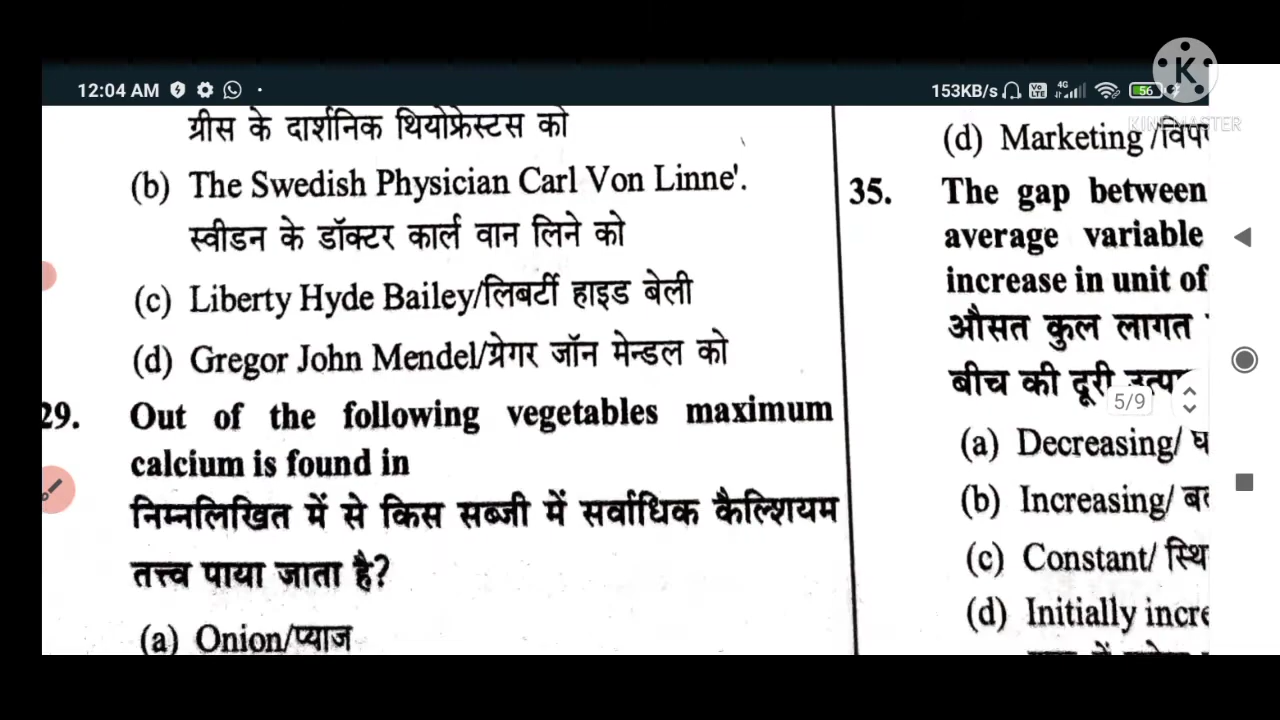 12:04 AM
153KB/s
Vo LTE
4G
56
K
KINEMASTER
ग्रीस के दार्शनिक थियोफ्रेस्टस को
(b) The Swedish Physician Carl Von Linne'.
स्वीडन के डॉक्टर कार्ल वान लिने को
(c) Liberty Hyde Bailey/लिबर्टी हाइड बेली
(d) Gregor John Mendel/ग्रेगर जॉन मेन्डल को
29. Out of the following vegetables maximum
calcium is found in
निम्नलिखित में से किस सब्जी में सर्वाधिक कैल्शियम
तत्त्व पाया जाता है?
(a) Onion/प्याज
(d) Marketing /
35. The gap between
average variable
increase in unit of
औसत कुल लागत
बीच की दूरी
5/9
(a) Decreasing/
(b) Increasing/
(c) Constant/
(d) Initially